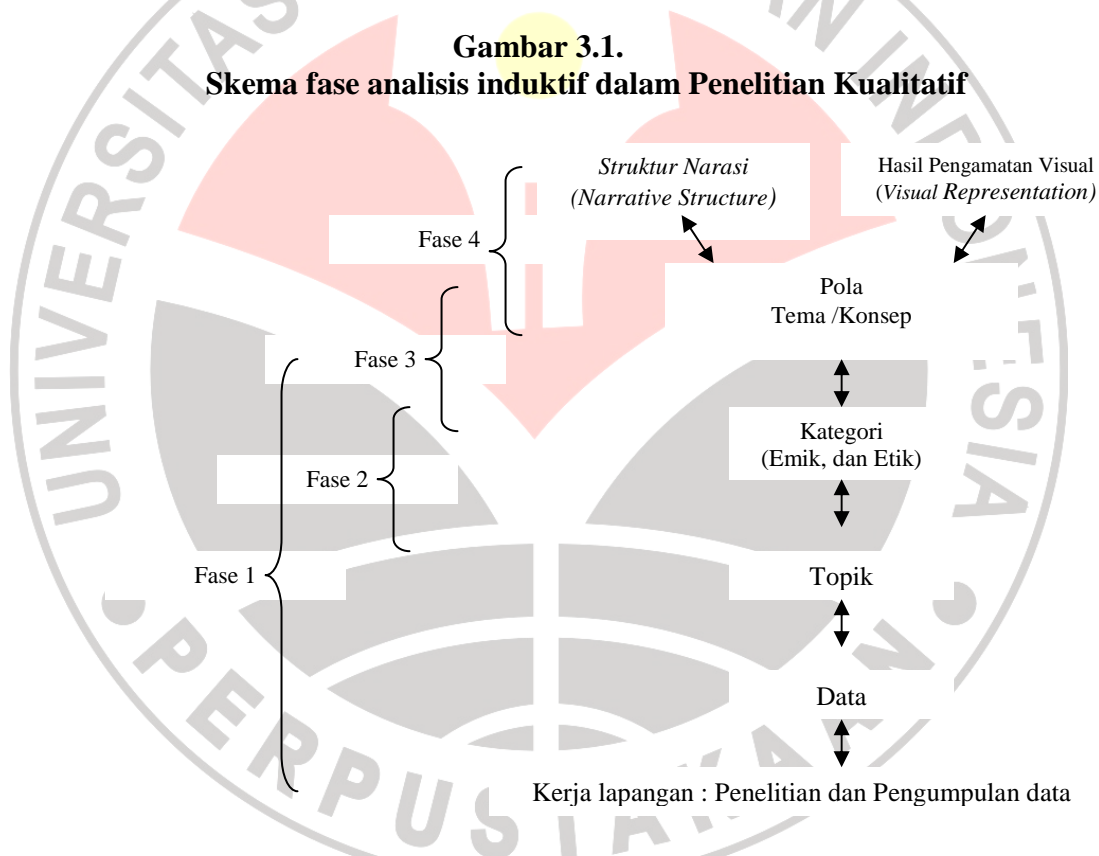 Gambar 3.1.
Skema fase analisis induktif dalam Penelitian Kualitatif
Struktur Narasi
(Narrative Structure)
Hasil Pengamatan Visual
(Visual Representation)
Fase 4
Pola
Tema /Konsep
Fase 3
Kategori
(Emik, dan Etik)
Fase 2
Topik
Fase 1
Data
Kerja lapangan : Penelitian dan Pengumpulan data
UNIVERSITAS
PERPUSTAKAAN